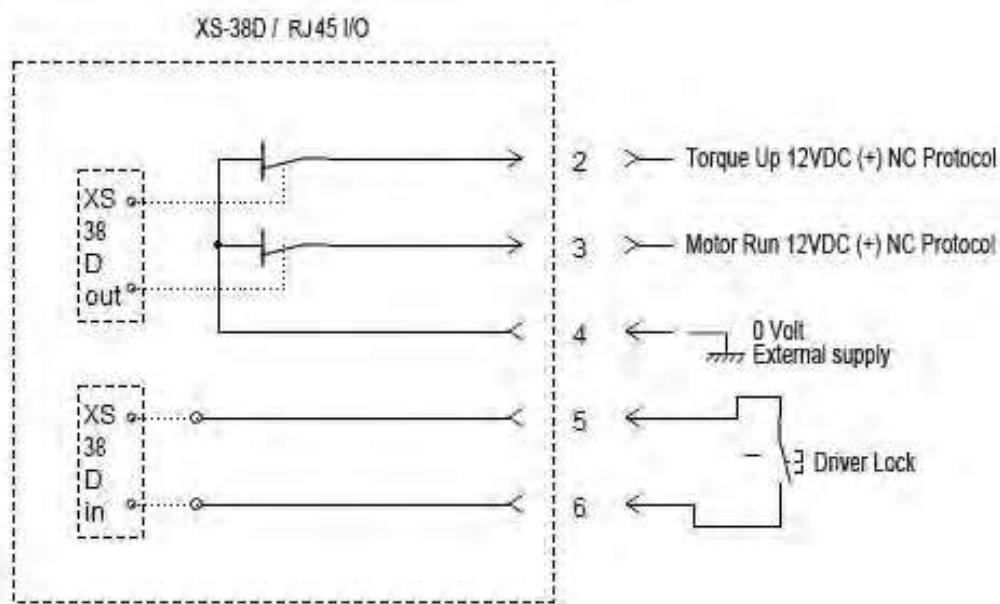 XS-38D / RJ45 I/O
2
Torque Up 12VDC (+) NC Protocol
XS
38
D
out
3
Motor Run 12VDC (+) NC Protocol
4
0 Volt
External supply
XS
38
D
in
5
Driver Lock
6